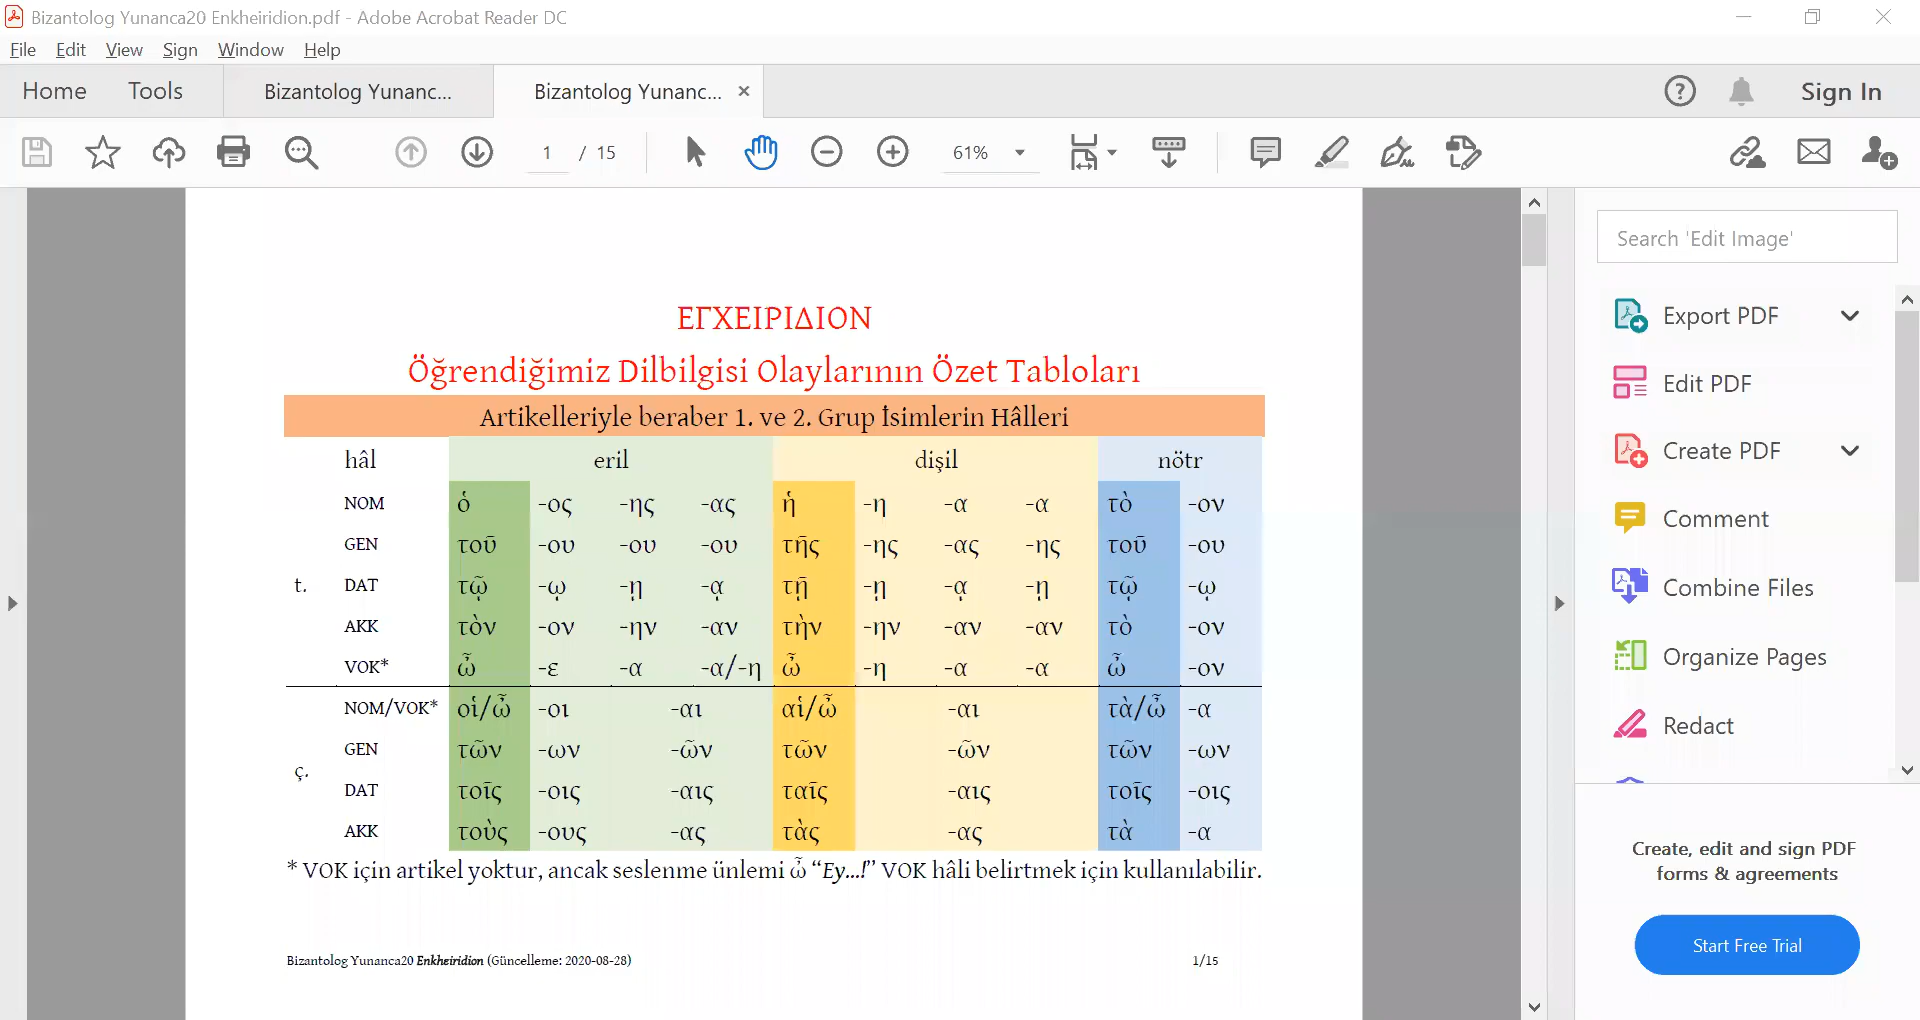 Bizantolog Yunanca20 Enkheiridion.pdf - Adobe Acrobat Reader DC
File Edit View Sign Window Help
Home Tools Bizantolog Yunanc... Bizantolog Yunanc... × Sign In
1 / 15 61%
Search 'Edit Image'
ΕΓΧΕΙΡΙΔΙΟΝ
Öğrendiğimiz Dilbilgisi Olaylarının Özet Tabloları
Artikelleriyle beraber 1. ve 2. Grup İsimlerin Hâlleri
hâl eril dişil nötr
NOM ὁ -ος -ης -ας ἡ -η -α -α τὸ -ον
GEN τοῦ -ου -ου -ου τῆς -ης -ας -ης τοῦ -ου
t. DAT τῷ -ῳ -ῃ -ᾳ τῇ -ῃ -ᾳ -ῃ τῷ -ῳ
AKK τὸν -ον -ην -αν τὴν -ην -αν -αν τὸ -ον
VOK* ὦ -ε -α -α/-η ὦ -η -α -α ὦ -ον
NOM/VOK* οἱ/ὦ -οι -αι αἱ/ὦ -αι τὰ/ὦ -α
GEN τῶν -ων -ῶν τῶν -ῶν τῶν -ων
ç.
DAT τοῖς -οις -αις ταῖς -αις τοῖς -οις
AKK τοὺς -ους -ας τὰς -ας τὰ -α
* VOK için artikel yoktur, ancak seslenme ünlemi ὦ “Ey...!” VOK hâli belirtmek için kullanılabilir.
Bizantolog Yunanca20 Enkheiridion (Güncelleme: 2020-08-28) 1/15
Export PDF
Edit PDF
Create PDF
Comment
Combine Files
Organize Pages
Redact
Create, edit and sign PDF
forms & agreements
Start Free Trial